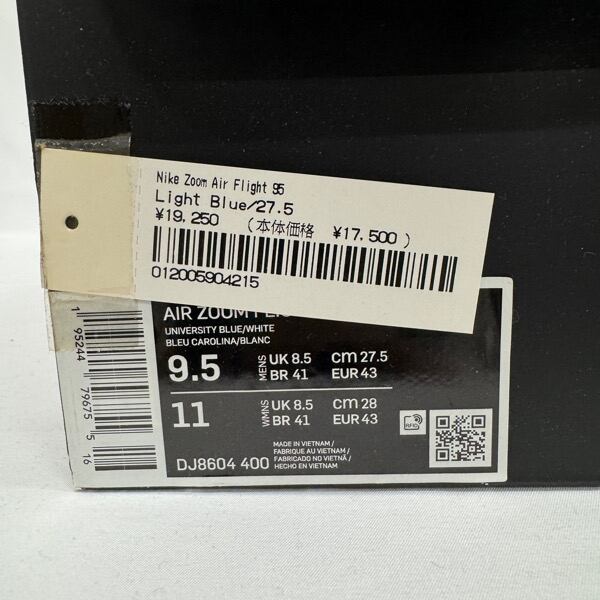 Nike Zoom Air Flight 95
Light Blue/27.5
¥19,250 (本体価格 ¥17,500)
012005904215
AIR ZOOM
UNIVERSITY BLUE/WHITE
BLEU CAROLINA/BLANC
9.5 MENS UK 8.5 cm 27.5
BR 41 EUR 43
11 WMNS UK 8.5 cm 28
BR 41 EUR 43
MADE IN VIETNAM /
FABRIQUE AU VIETNAM /
FABRICADO NO VIETNÃ /
HECHO EN VIETNAM
DJ8604 400
RFID
1 95244 79675 5 16